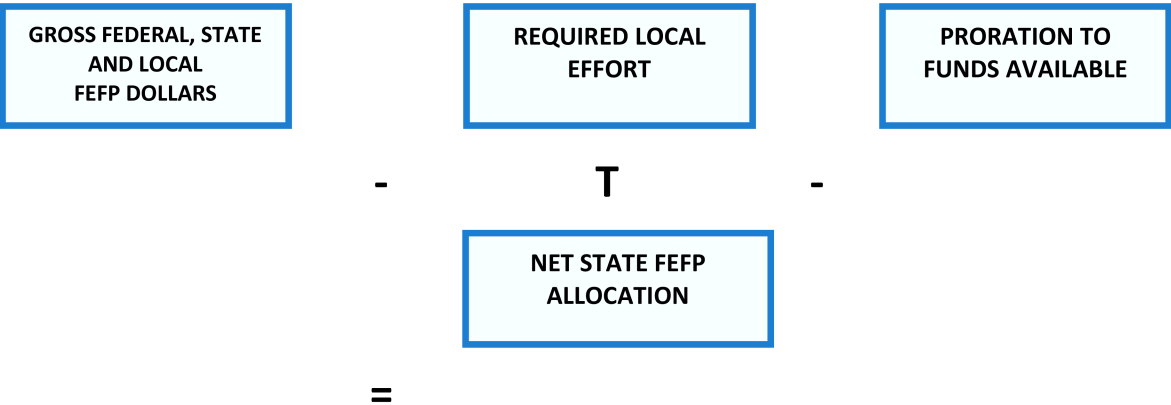 GROSS FEDERAL, STATE
AND LOCAL
FEFP DOLLARS
REQUIRED LOCAL
EFFORT
PRORATION TO
FUNDS AVAILABLE
- T -
NET STATE FEFP
ALLOCATION
=